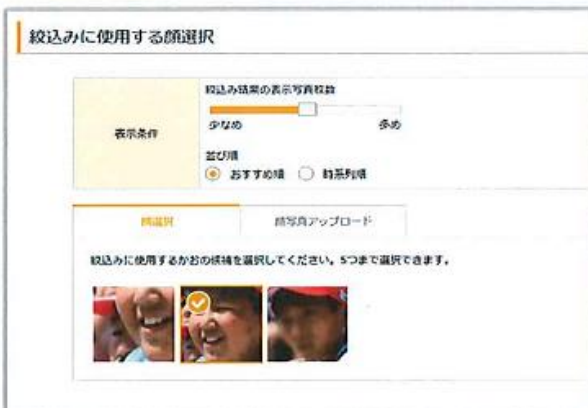 絞込みに使用する顔選択
表示条件
絞込み結果の表示写真枚数
少なめ
多め
並び順
おすすめ順
時系列順
顔選択
顔写真アップロード
絞込みに使用するかおの候補を選択してください。5つまで選択できます。